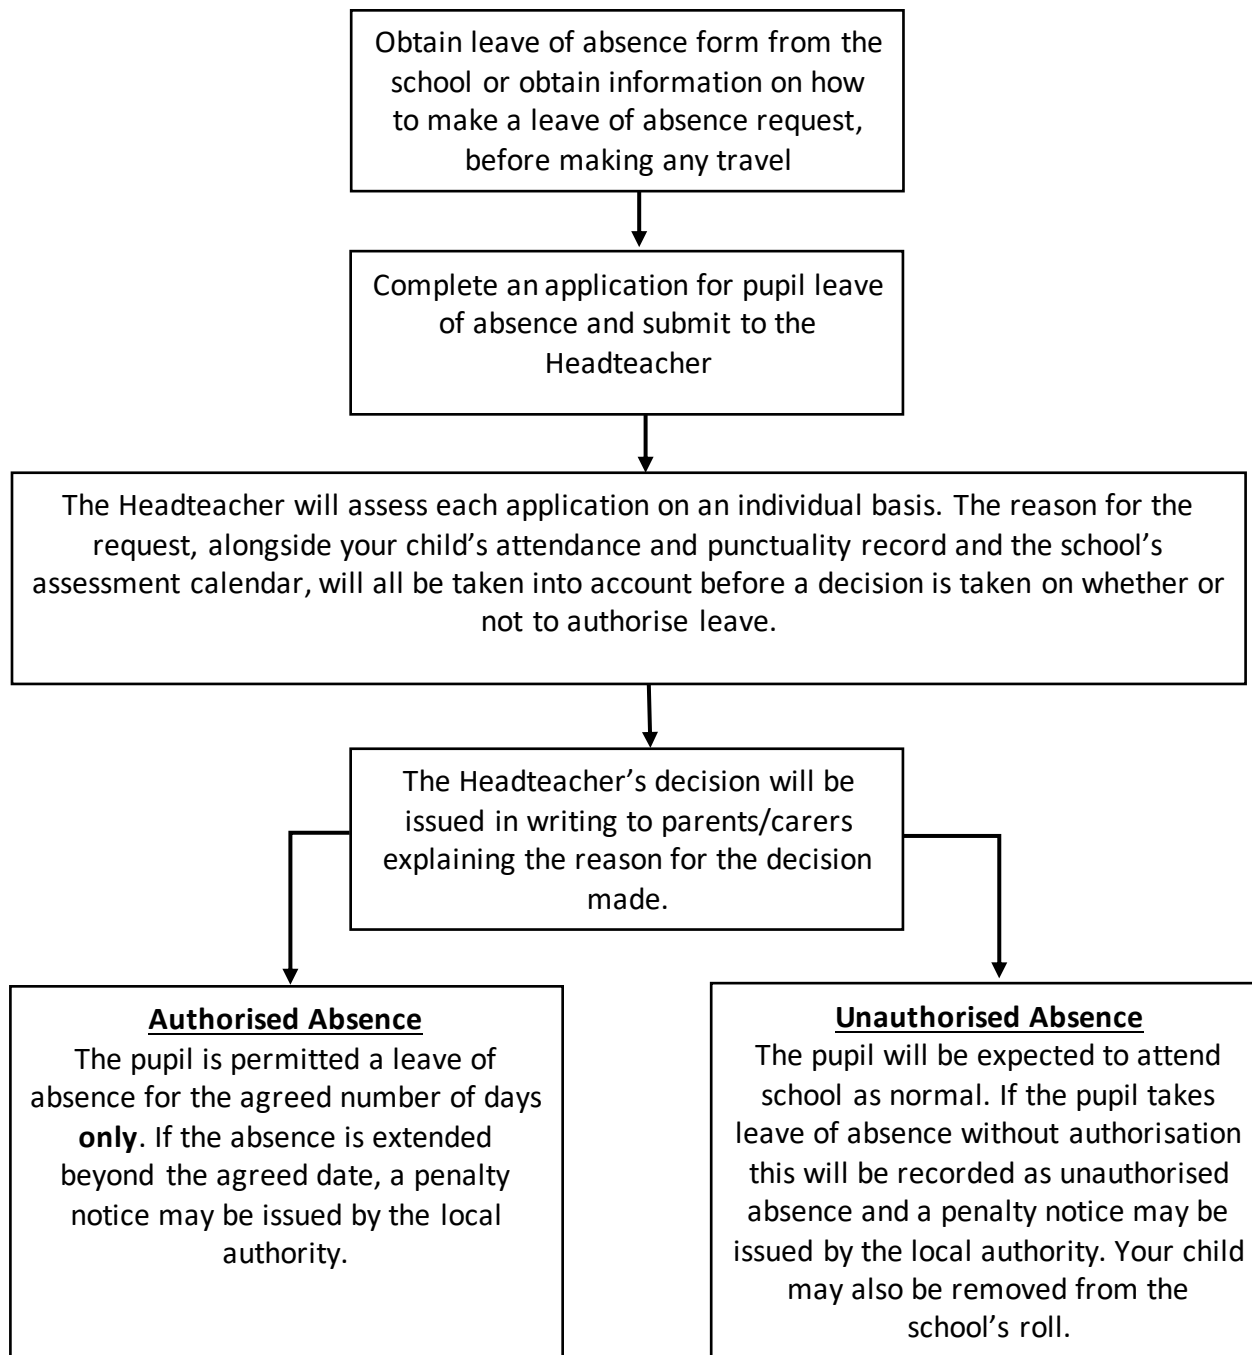 Obtain leave of absence form from the
school or obtain information on how
to make a leave of absence request,
before making any travel
Complete an application for pupil leave
of absence and submit to the
Headteacher
The Headteacher will assess each application on an individual basis. The reason for the
request, alongside your child’s attendance and punctuality record and the school’s
assessment calendar, will all be taken into account before a decision is taken on whether or
not to authorise leave.
The Headteacher’s decision will be
issued in writing to parents/carers
explaining the reason for the decision
made.
Authorised Absence
The pupil is permitted a leave of
absence for the agreed number of days
only. If the absence is extended
beyond the agreed date, a penalty
notice may be issued by the local
authority.
Unauthorised Absence
The pupil will be expected to attend
school as normal. If the pupil takes
leave of absence without authorisation
this will be recorded as unauthorised
absence and a penalty notice may be
issued by the local authority. Your child
may also be removed from the
school’s roll.